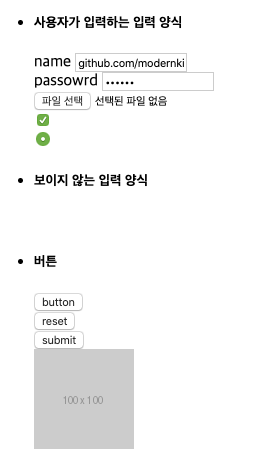 사용자가 입력하는 입력 양식
name github.com/modernki
passowrd ••••••
파일 선택 선택된 파일 없음
보이지 않는 입력 양식
버튼
button
reset
submit
100 x 100